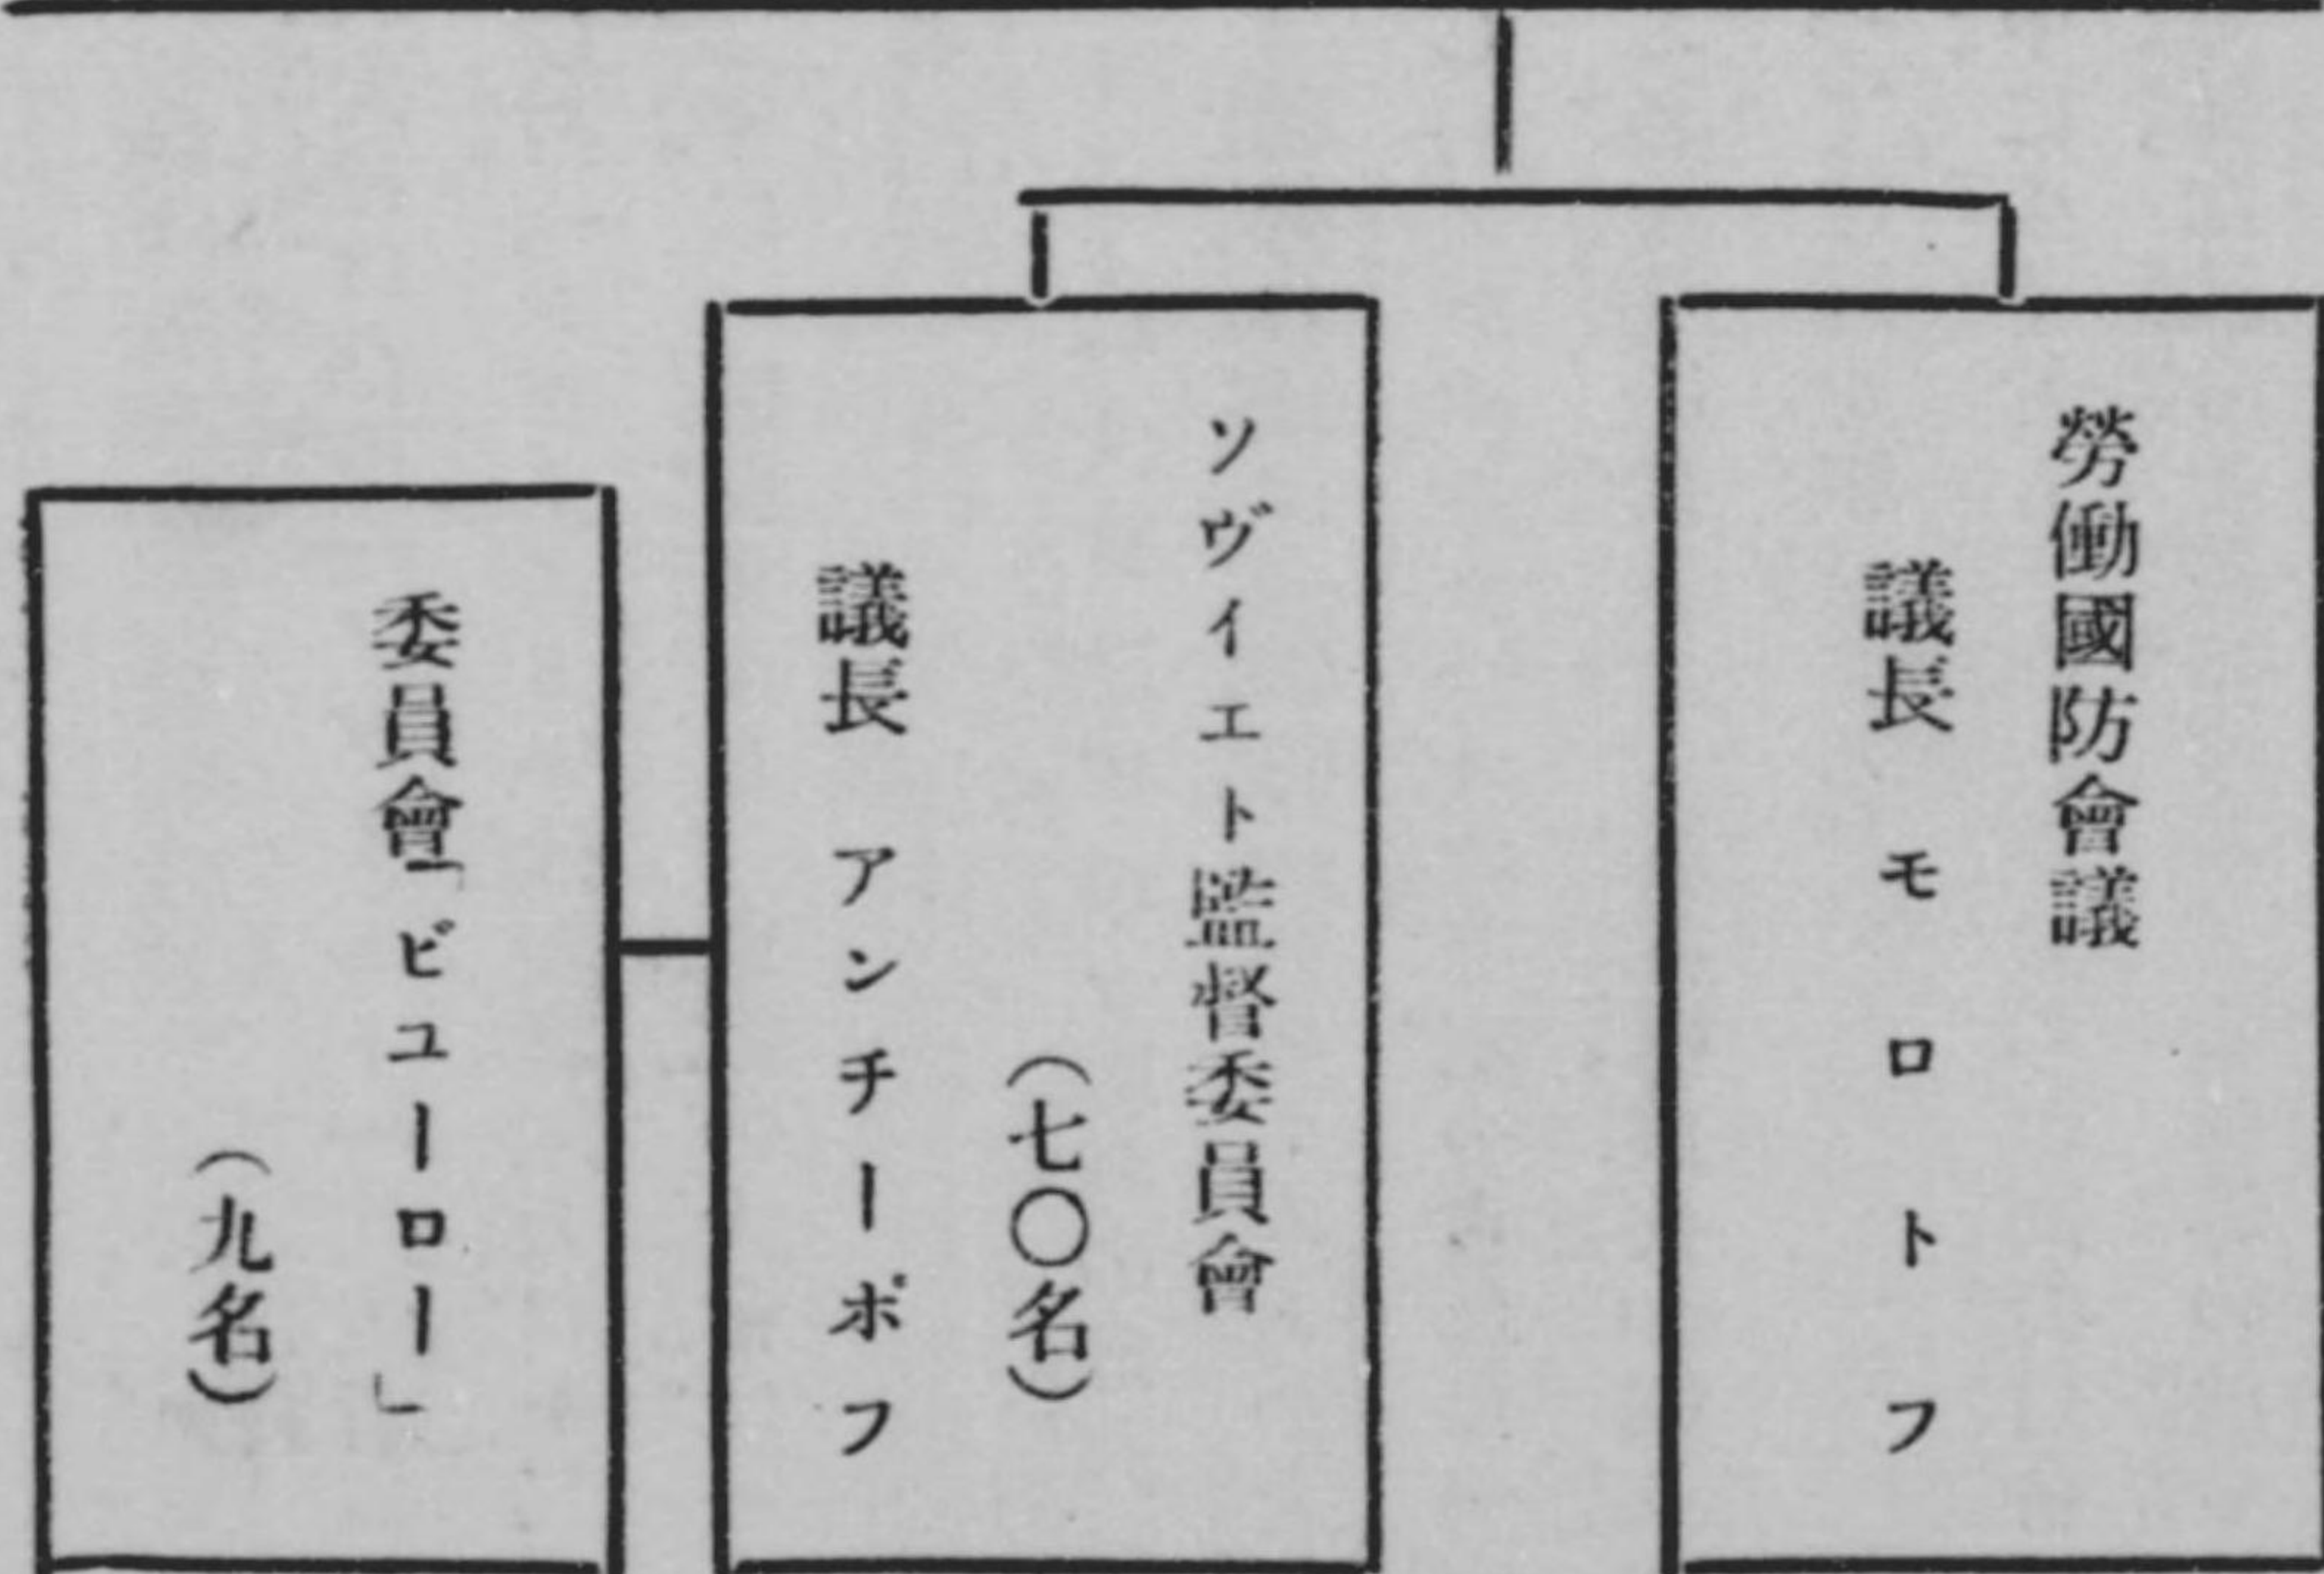 勞働國防會議
議長 モロトフ
ソヴイエト監督委員會
（七〇名）
議長 アンチーポフ
委員會「ビユーロー」
（九名）